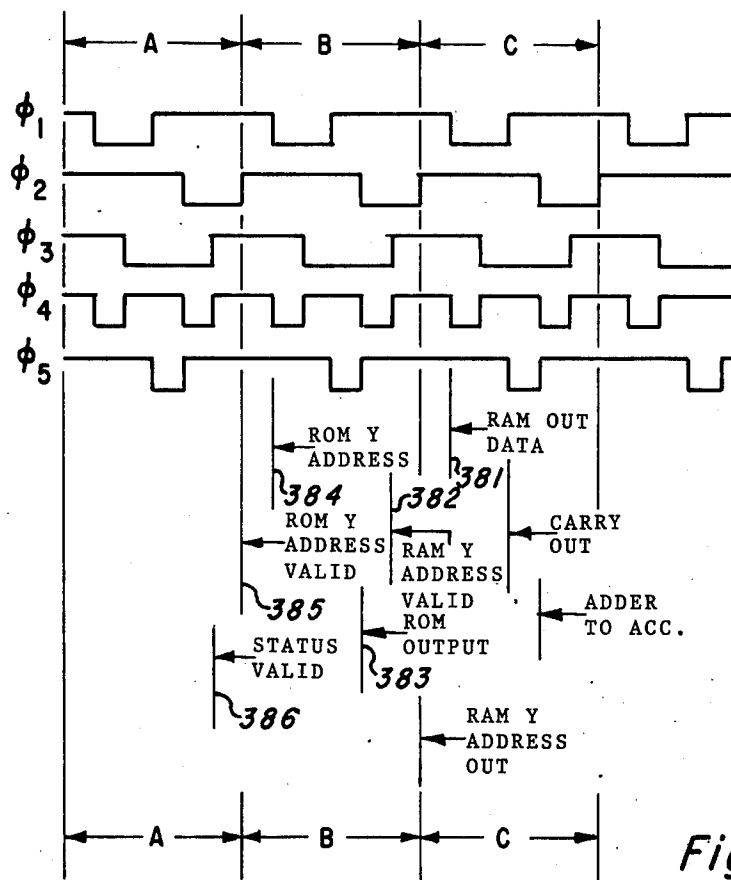 A B C
ϕ1
ϕ2
ϕ3
ϕ4
ϕ5
ROM Y
ADDRESS
384
RAM OUT
DATA
381
382
ROM Y
ADDRESS
VALID
385
RAM Y
ADDRESS
VALID
CARRY
OUT
ROM
OUTPUT
383
ADDER
TO ACC.
STATUS
VALID
386
RAM Y
ADDRESS
OUT
A B C
Fig